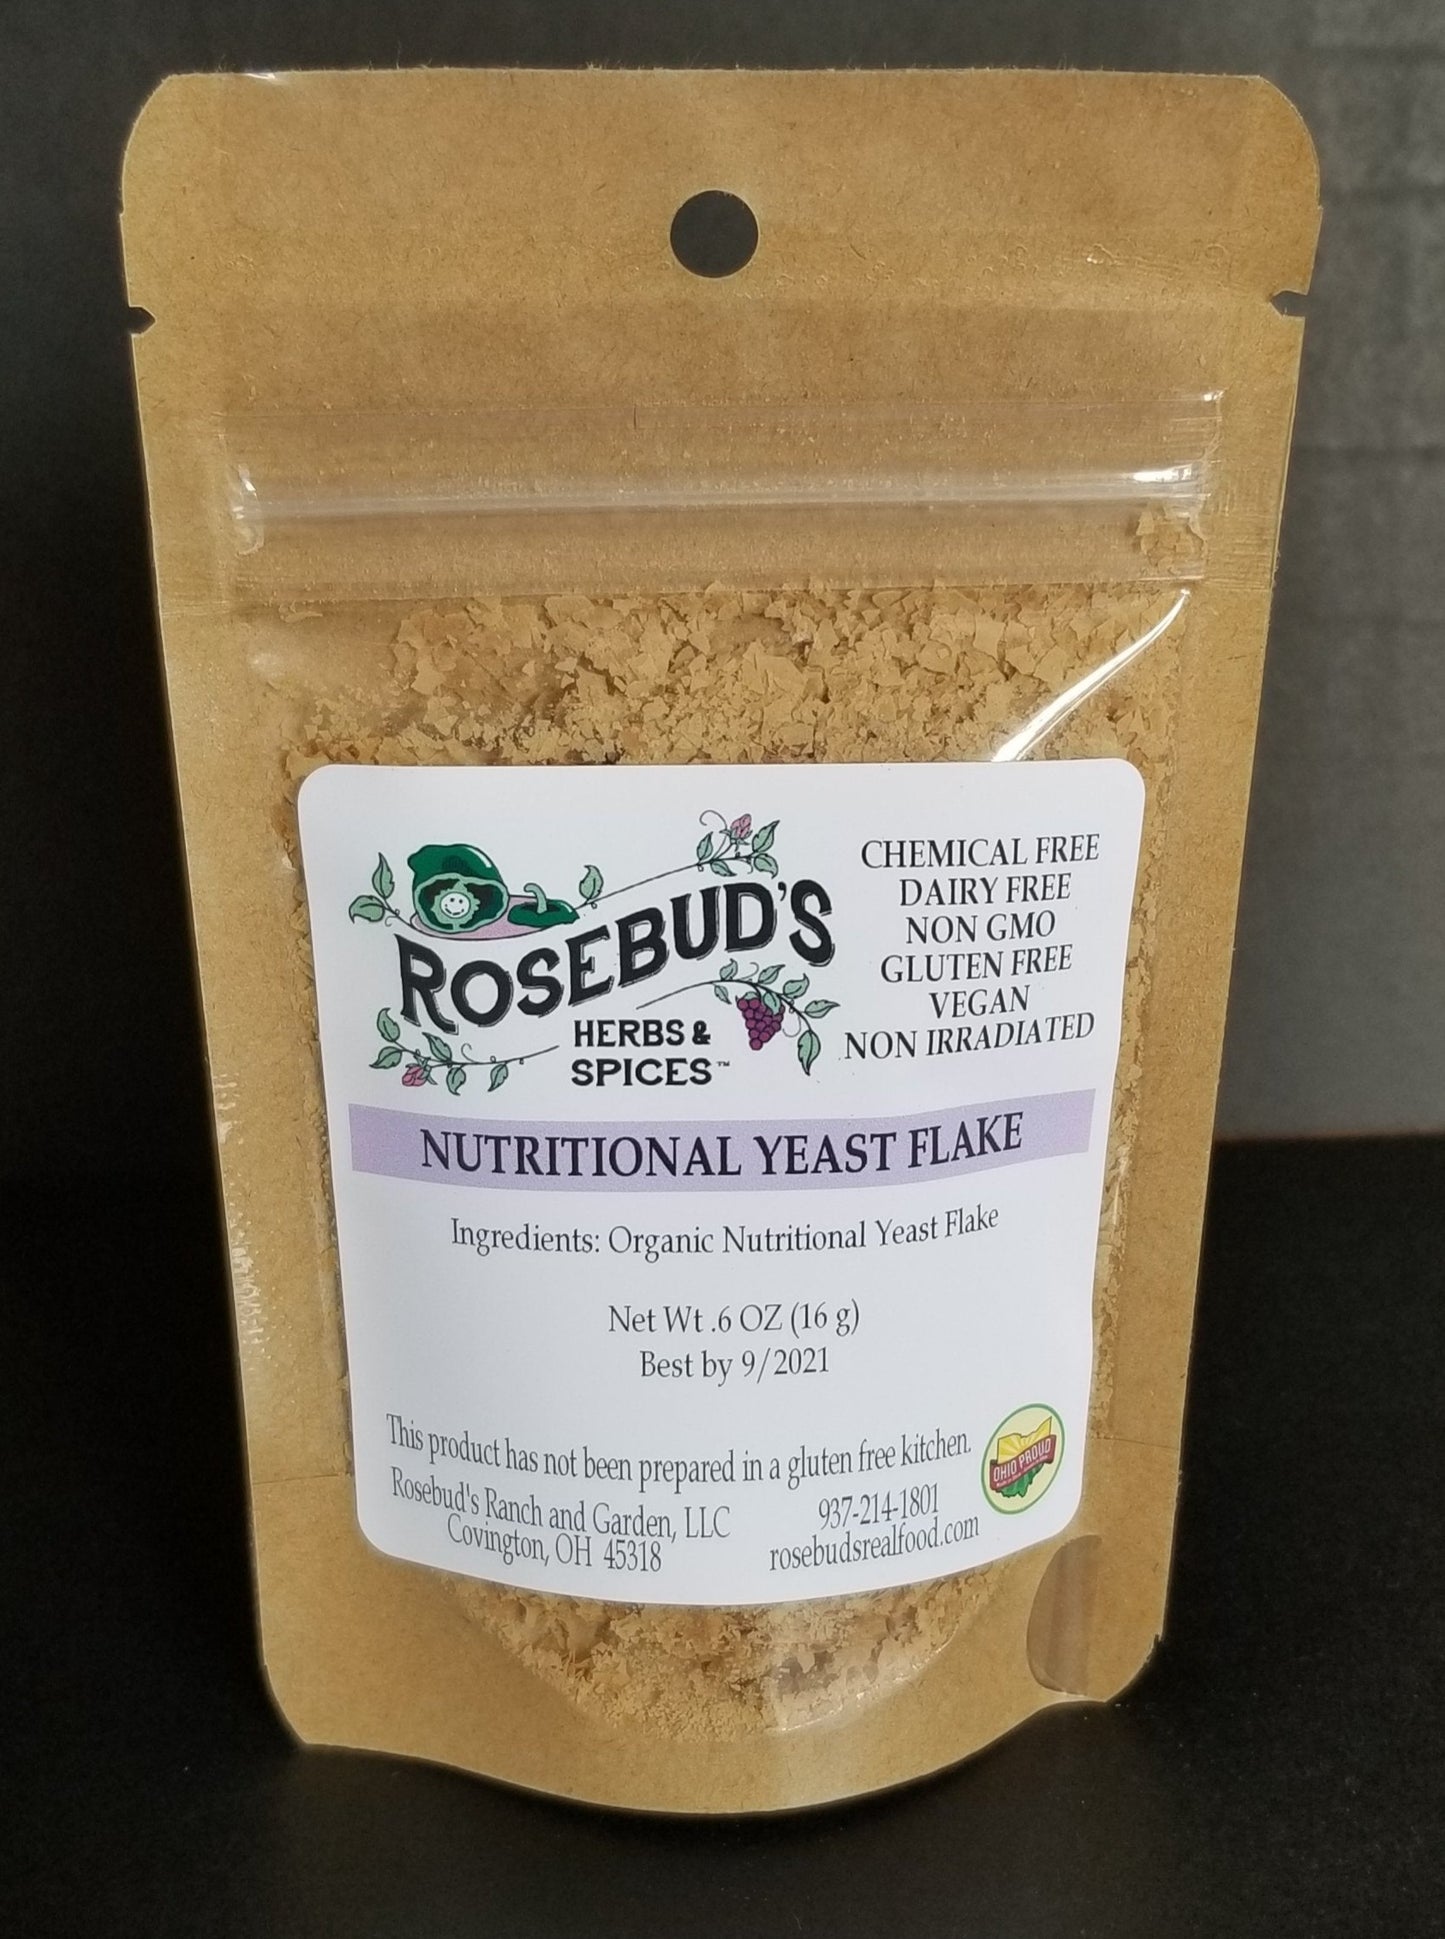 ROSEBUD'S
HERBS &
SPICES™
CHEMICAL FREE
DAIRY FREE
NON GMO
GLUTEN FREE
VEGAN
NON IRRADIATED
NUTRITIONAL YEAST FLAKE
Ingredients: Organic Nutritional Yeast Flake
Net Wt .6 OZ (16 g)
Best by 9/2021
This product has not been prepared in a gluten free kitchen.
Rosebud's Ranch and Garden, LLC
Covington, OH 45318
937-214-1801
rosebudsrealfood.com
OHIO PROUD